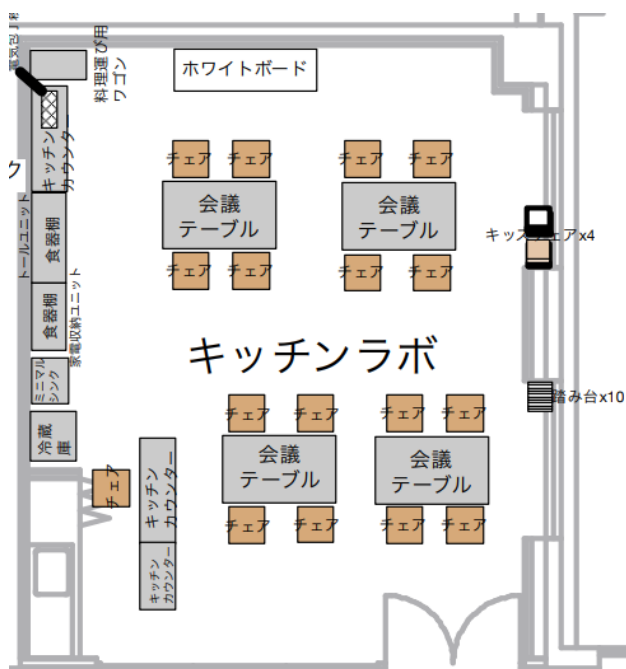 料理運び用
ワゴン
ホワイトボード
キッチン
カウンター
トールユニット
食器棚
食器棚
家電収納ユニット
ミニマル
シンク
冷蔵
庫
チェア
チェア
会議
テーブル
チェア
チェア
チェア
チェア
会議
テーブル
チェア
チェア
キッズチェアx4
キッチンラボ
踏み台x10
チェア
チェア
会議
テーブル
チェア
チェア
チェア
チェア
会議
テーブル
チェア
チェア
チェア
キッチン
カウンター
キッチン
カウンター